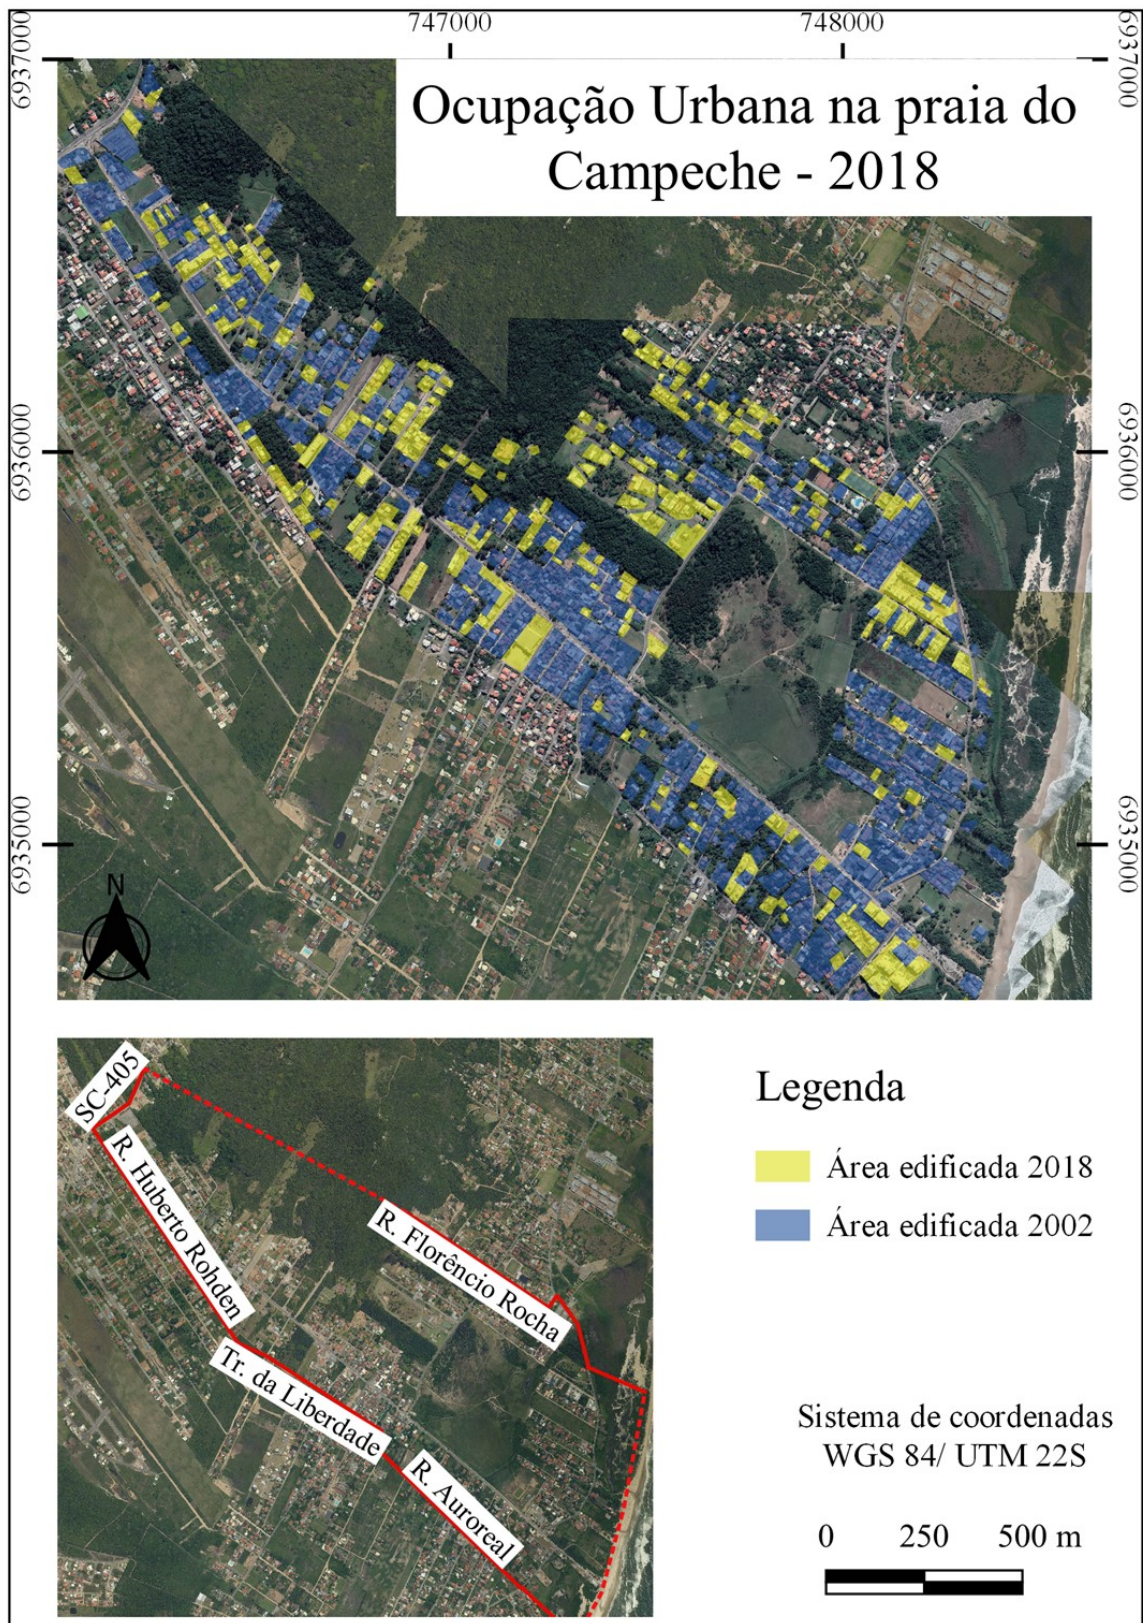 747000
748000
6937000
6937000
Ocupação Urbana na praia do
Campeche - 2018
6936000
6936000
6935000
6935000
N
SC-405
R. Huberto Rohden
R. Florêncio Rocha
Tr. da Liberdade
R. Auroreal
Legenda
Área edificada 2018
Área edificada 2002
Sistema de coordenadas
WGS 84/ UTM 22S
0 250 500 m